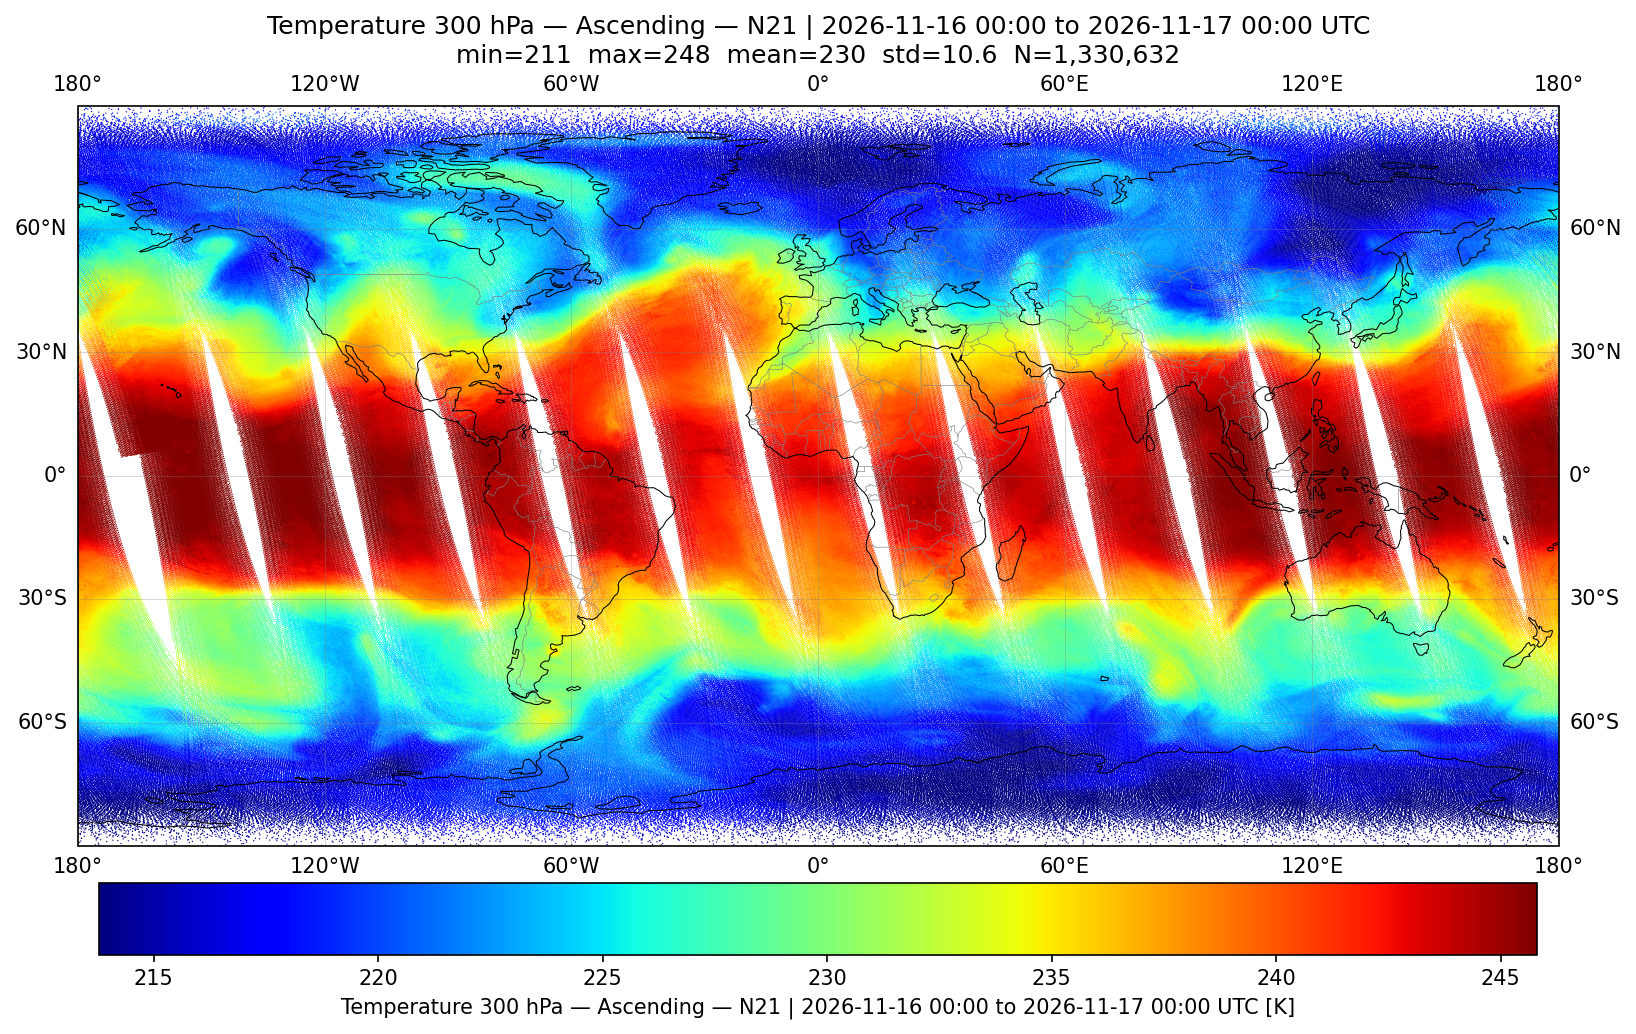 Temperature 300 hPa — Ascending — N21 | 2026-11-16 00:00 to 2026-11-17 00:00 UTC
min=211  max=248  mean=230  std=10.6  N=1,330,632
180° 120°W 60°W 0° 60°E 120°E 180°
60°N 60°N
30°N 30°N
0° 0°
30°S 30°S
60°S 60°S
180° 120°W 60°W 0° 60°E 120°E 180°
215 220 225 230 235 240 245
Temperature 300 hPa — Ascending — N21 | 2026-11-16 00:00 to 2026-11-17 00:00 UTC [K]